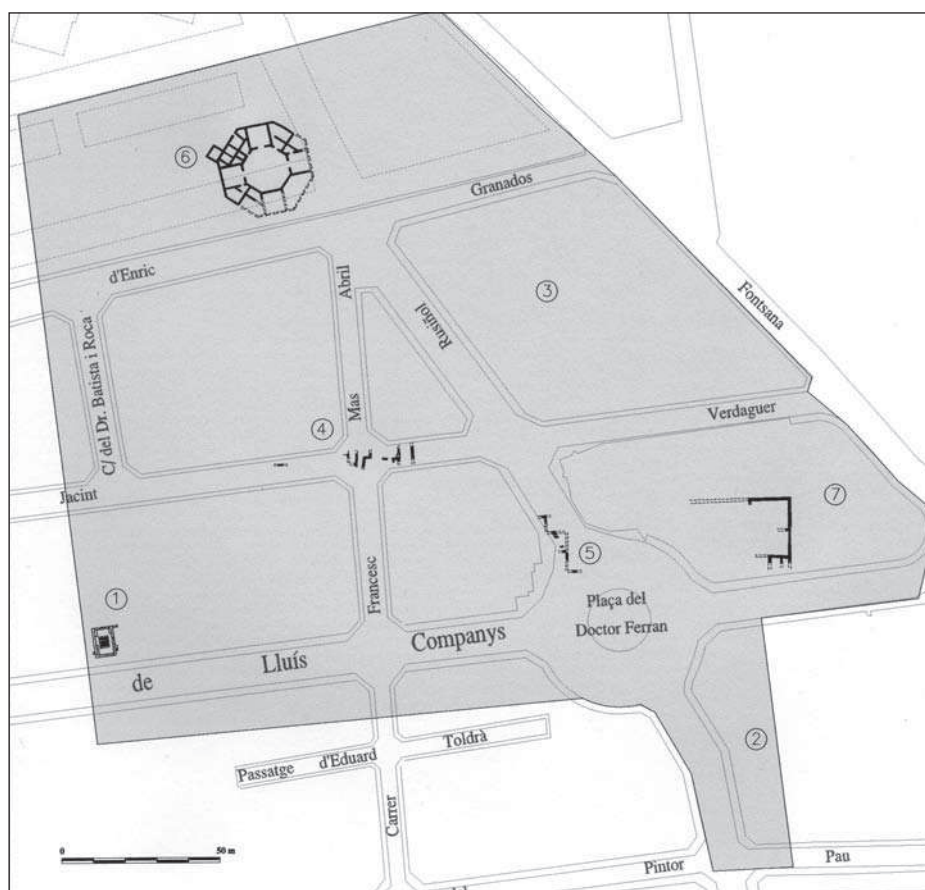 6
Granados
d'Enric
Abril
3
Rusiñol
Fontsana
C/ del Dr. Batista i Roca
Mas
4
Verdaguer
Jacint
7
5
1
Francesc
Plaça del
Doctor Ferran
Companys
Lluís
de
2
Toldrà
d'Eduard
Passatge
Carrer
0 50 m
Pintor
Pau